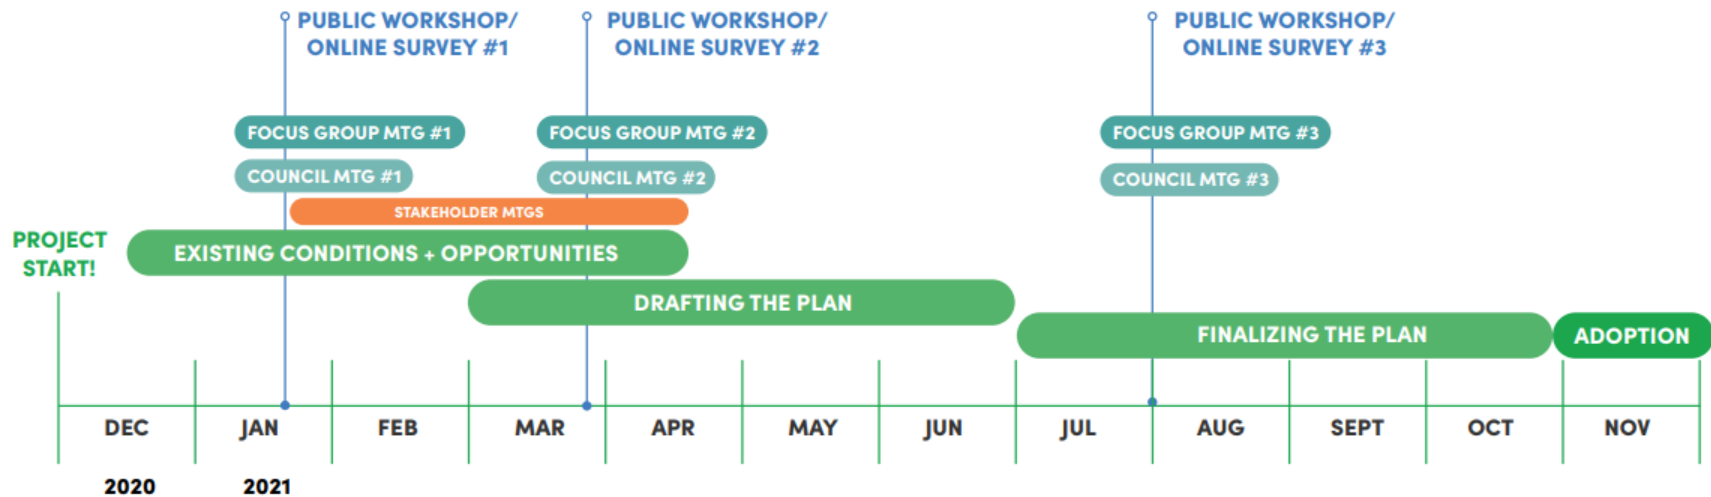 PUBLIC WORKSHOP/
ONLINE SURVEY #1
PUBLIC WORKSHOP/
ONLINE SURVEY #2
PUBLIC WORKSHOP/
ONLINE SURVEY #3
FOCUS GROUP MTG #1
FOCUS GROUP MTG #2
FOCUS GROUP MTG #3
COUNCIL MTG #1
COUNCIL MTG #2
COUNCIL MTG #3
STAKEHOLDER MTGS
PROJECT
START!
EXISTING CONDITIONS + OPPORTUNITIES
DRAFTING THE PLAN
FINALIZING THE PLAN
ADOPTION
DEC
JAN
FEB
MAR
APR
MAY
JUN
JUL
AUG
SEPT
OCT
NOV
2020
2021